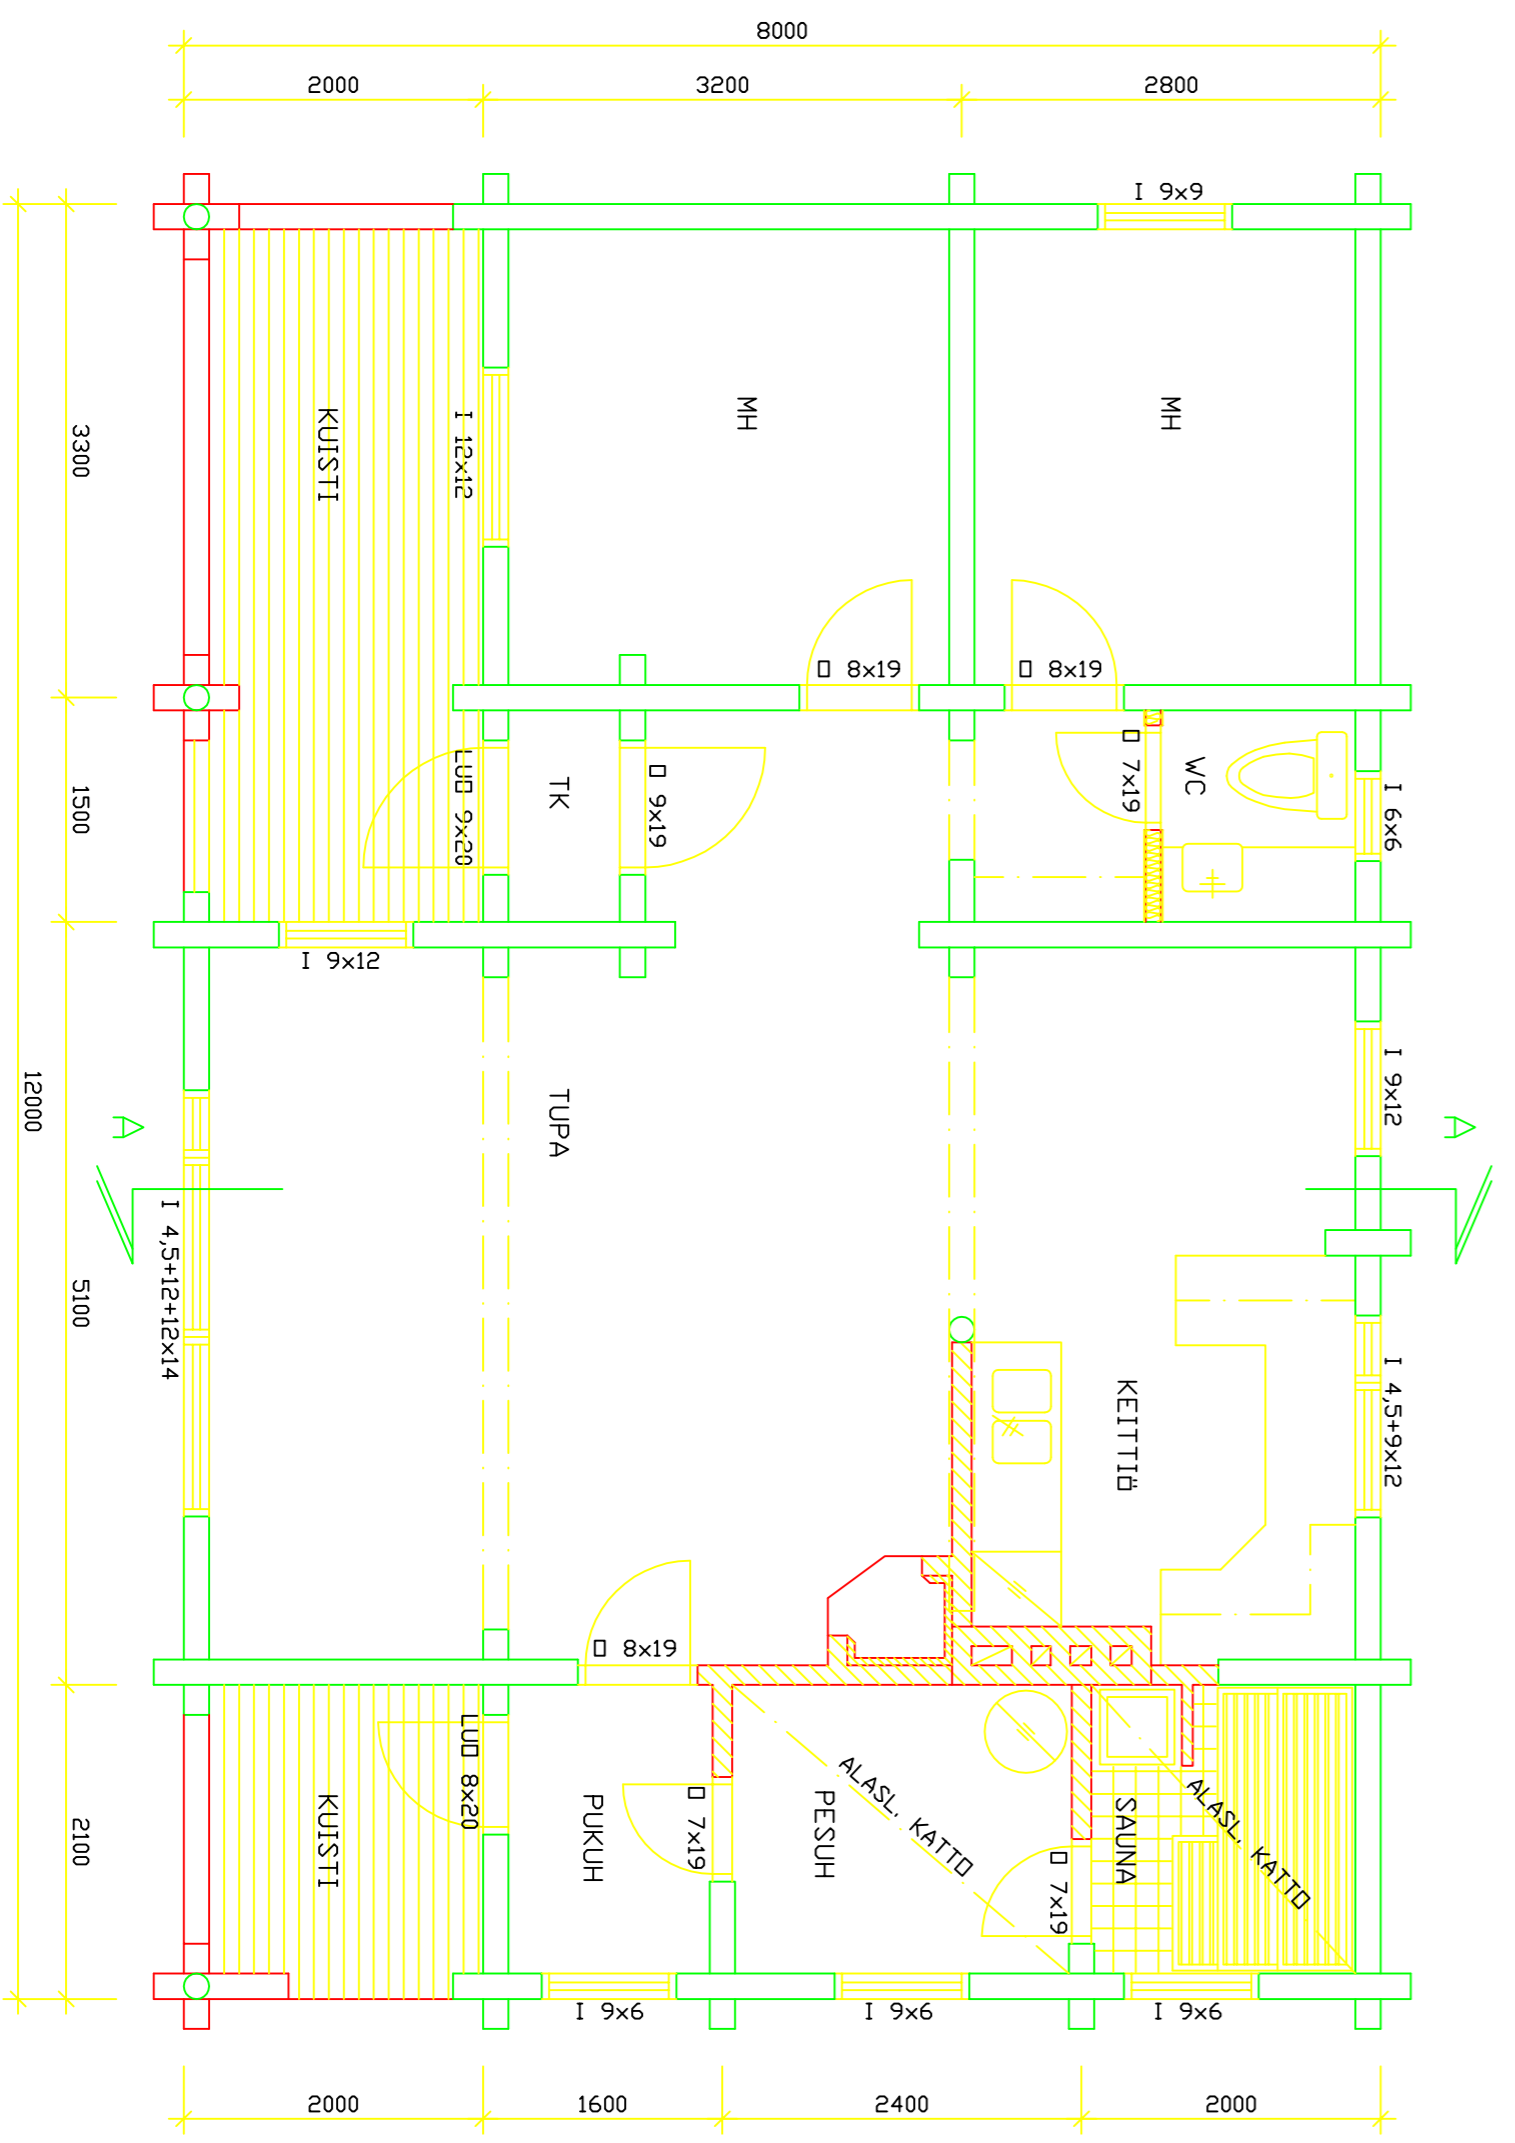 8000
2000
3200
2800
I 9x9
MH
MH
KUISTI
I 12x12
3300
□ 8x19
□ 8x19
□ 7x19
WC
I 6x6
LUO 9x20
TK
□ 9x19
1500
I 9x12
I 9x12
12000
TUPA
A
A
I 4,5+12+12x14
5100
KEITTIÖ
I 4,5+9x12
□ 8x19
LUO 8x20
KUISTI
PUKUH
□ 7x19
PESUH
ALASL. KATTO
SAUNA
ALASL. KATTO
□ 7x19
2100
I 9x6
I 9x6
I 9x6
2000
1600
2400
2000